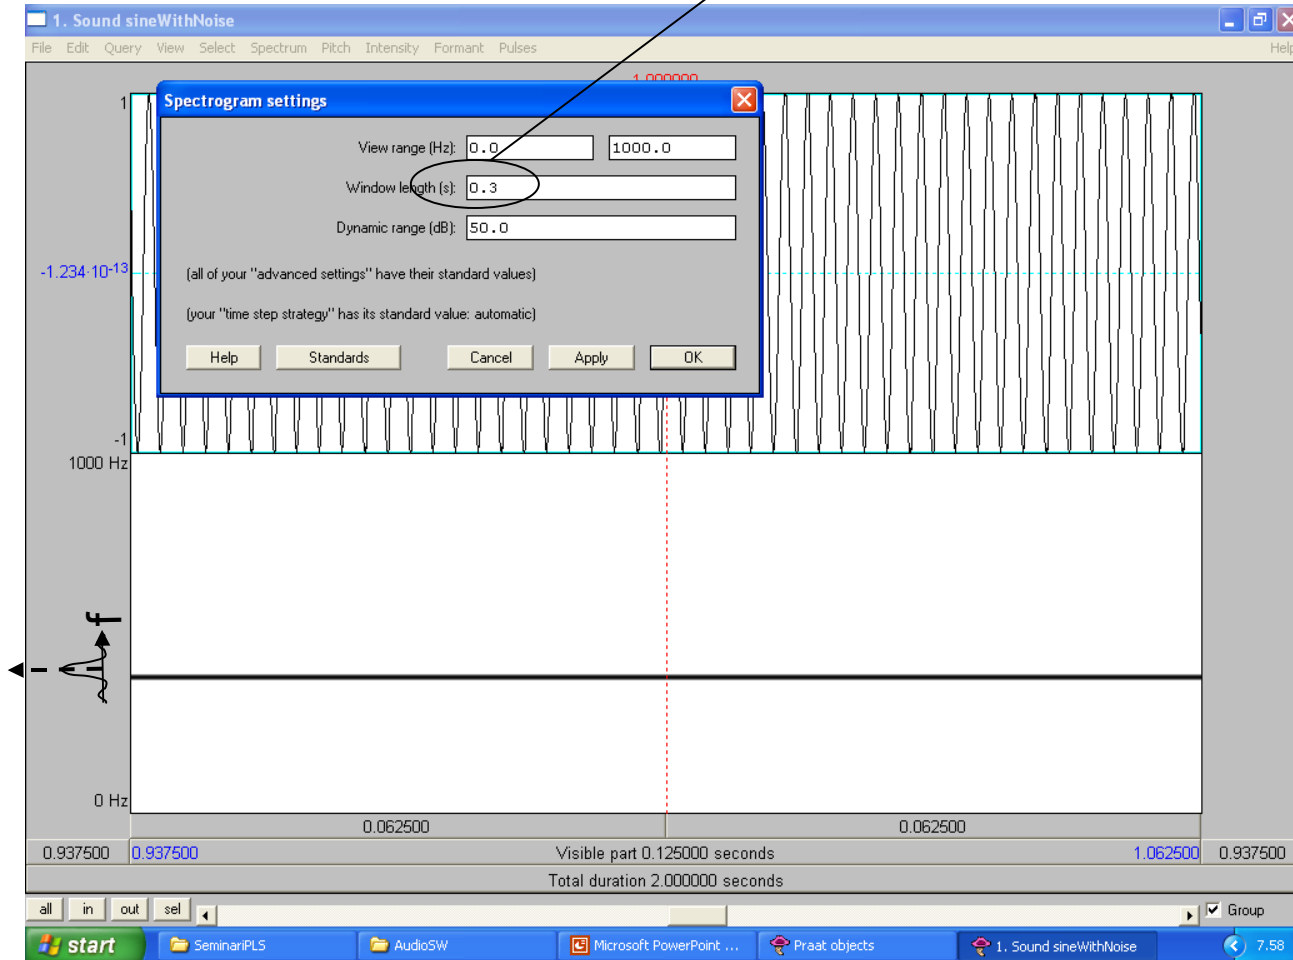 1. Sound sineWithNoise
File Edit Query View Select Spectrum Pitch Intensity Formant Pulses Help
1.000000
1
Spectrogram settings
View range (Hz): 0.0 1000.0
Window length (s): 0.3
Dynamic range (dB): 50.0
-1.234·10-13
(all of your "advanced settings" have their standard values)
(your "time step strategy" has its standard value: automatic)
Help Standards Cancel Apply OK
-1
1000 Hz
f
0 Hz
0.062500 0.062500
0.937500 0.937500 Visible part 0.125000 seconds 1.062500 0.937500
Total duration 2.000000 seconds
all in out sel Group
start SeminariPLS AudioSW Microsoft PowerPoint ... Praat objects 1. Sound sineWithNoise 7.58